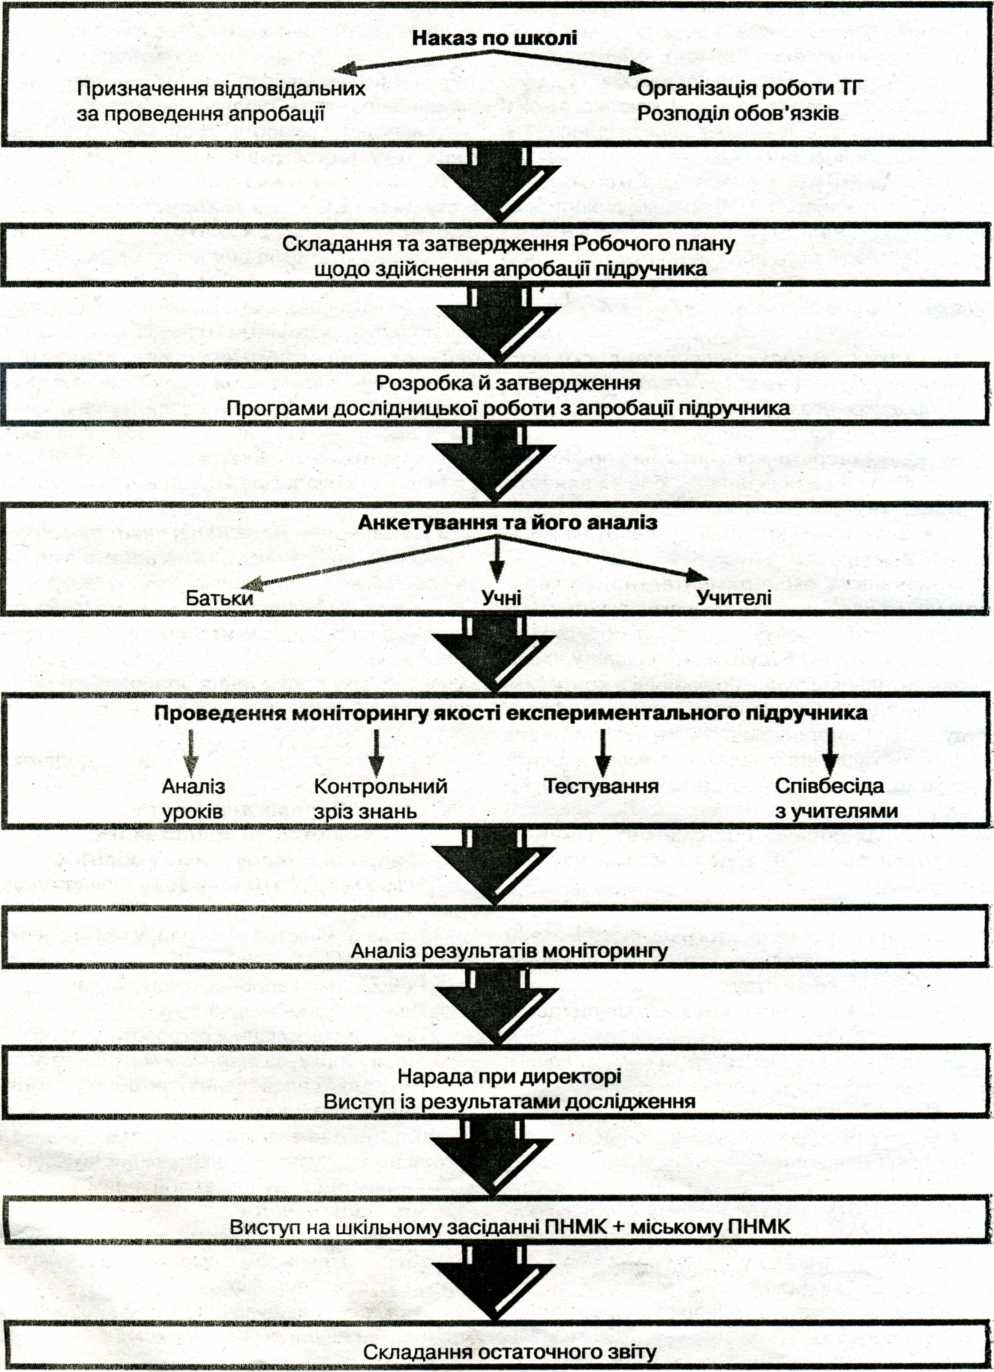 Наказ по школі
Призначення відповідальних
за проведення апробації
Організація роботи ТГ
Розподіл обов'язків
Складання та затвердження Робочого плану
щодо здійснення апробації підручника
Розробка й затвердження
Програми дослідницької роботи з апробації підручника
Анкетування та його аналіз
Батьки Учні Учителі
Проведення моніторингу якості експериментального підручника
Аналіз
уроків
Контрольний
зріз знань
Тестування
Співбесіда
з учителями
Аналіз результатів моніторингу
Нарада при директорі
Виступ із результатами дослідження
Виступ на шкільному засіданні ПНМК + міському ПНМК
Складання остаточного звіту